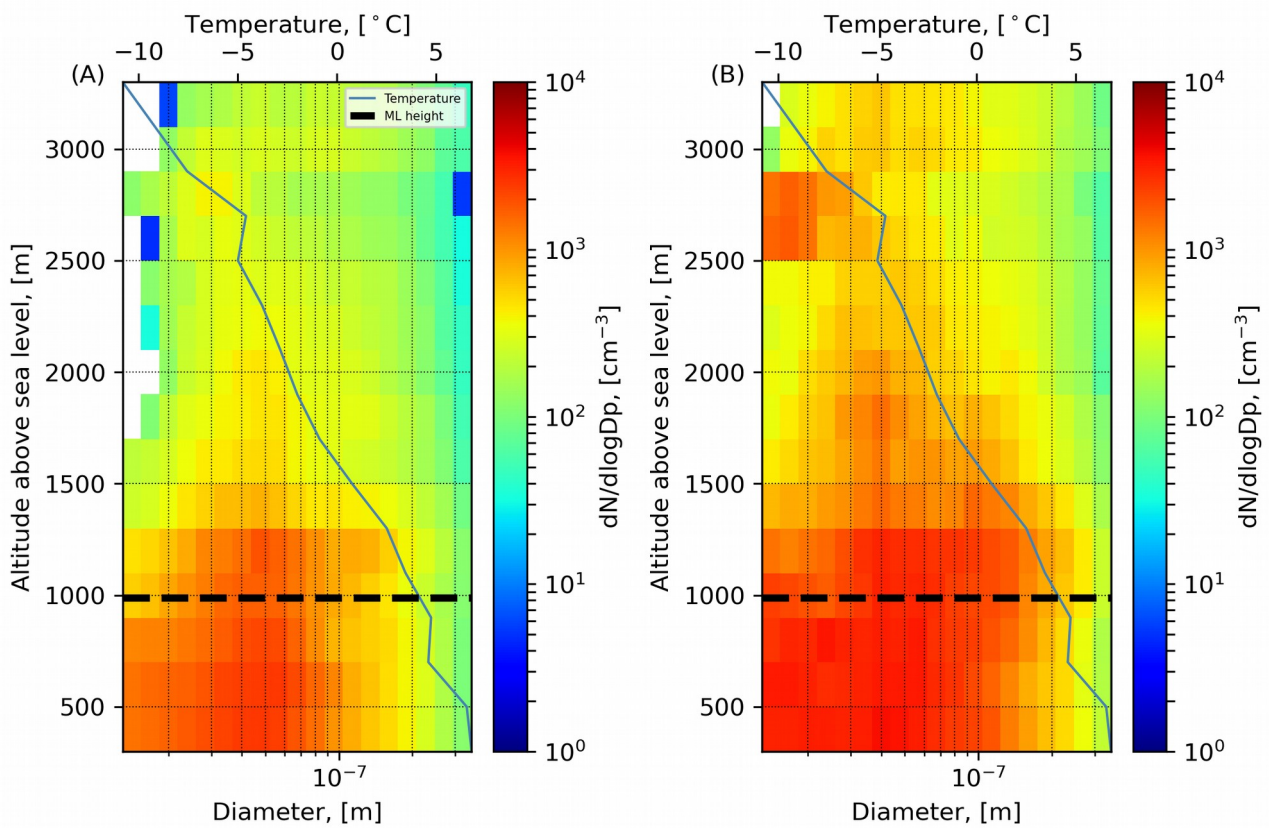 Temperature, [°C]
−10 −5 0 5
(A)
Temperature
ML height
3000
2500
2000
1500
1000
500
Altitude above sea level, [m]
10−7
Diameter, [m]
10⁴
10³
10²
10¹
10⁰
dN/dlogDp, [cm⁻³]
Temperature, [°C]
−10 −5 0 5
(B)
3000
2500
2000
1500
1000
500
Altitude above sea level, [m]
10⁻⁷
Diameter, [m]
10⁴
10³
10²
10¹
10⁰
dN/dlogDp, [cm⁻³]